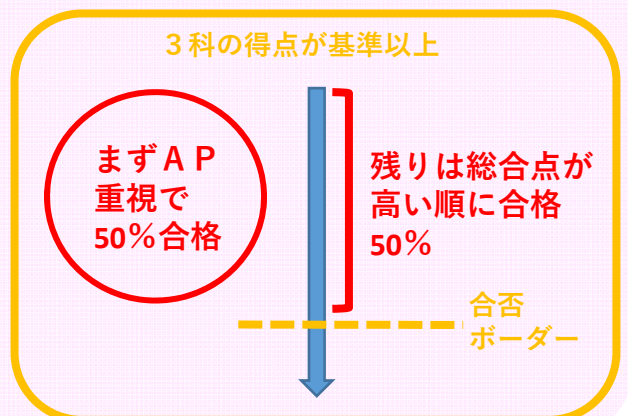 ３科の得点が基準以上
まずＡＰ
重視で
50％合格
残りは総合点が
高い順に合格
50％
合否
ボーダー